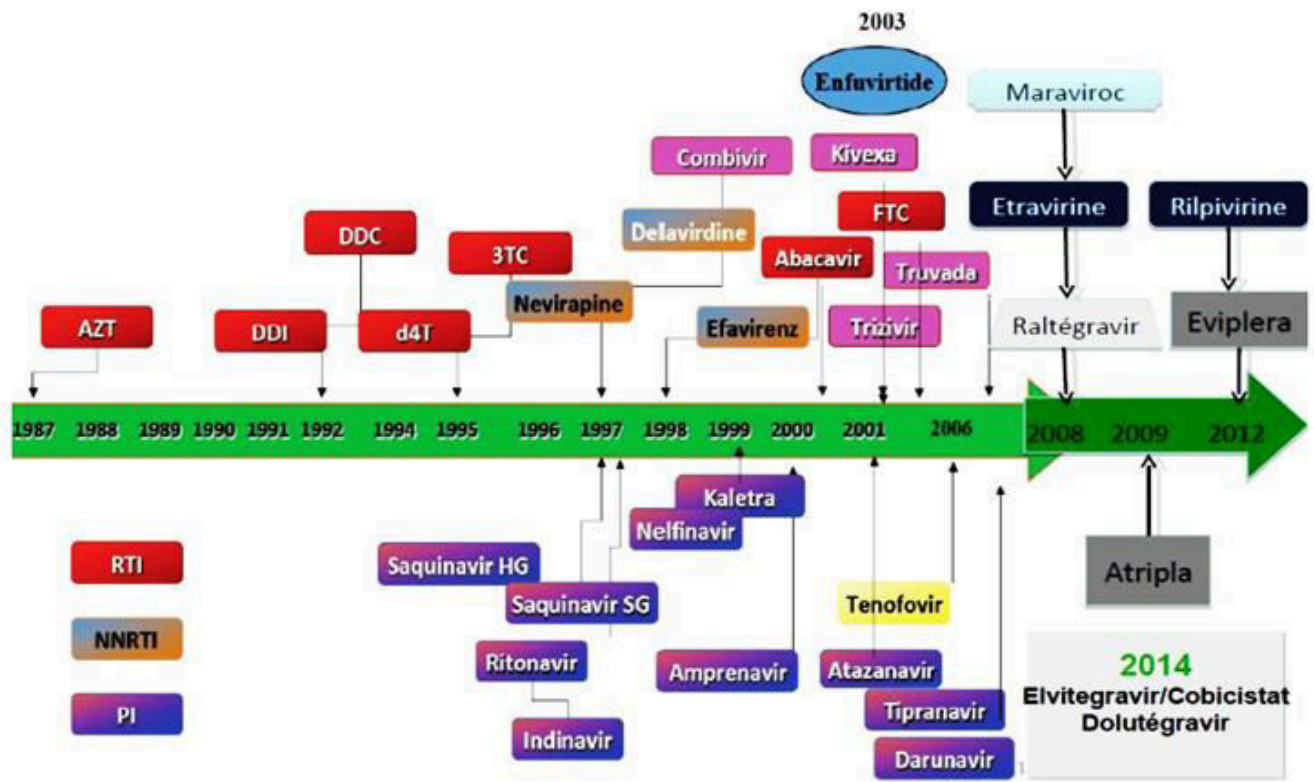 2003
Enfuvirtide
Maraviroc
Combivir
Kivexa
Etravirine
Rilpivirine
DDC
Delavirdine
FTC
3TC
Abacavir
Truvada
Nevirapine
AZT
DDI
d4T
Efavirenz
Trizivir
Raltégravir
Eviplera
1987 1988 1989 1990 1991 1992 1994 1995 1996 1997 1998 1999 2000 2001 2006 2008 2009 2012
Kaletra
Nelfinavir
RTI
Saquinavir HG
Atripla
Saquinavir SG
Tenofovir
NNRTI
Ritonavir
Amprenavir
Atazanavir
2014
Elvitegravir/Cobicistat
Dolutégravir
PI
Tipranavir
Indinavir
Darunavir